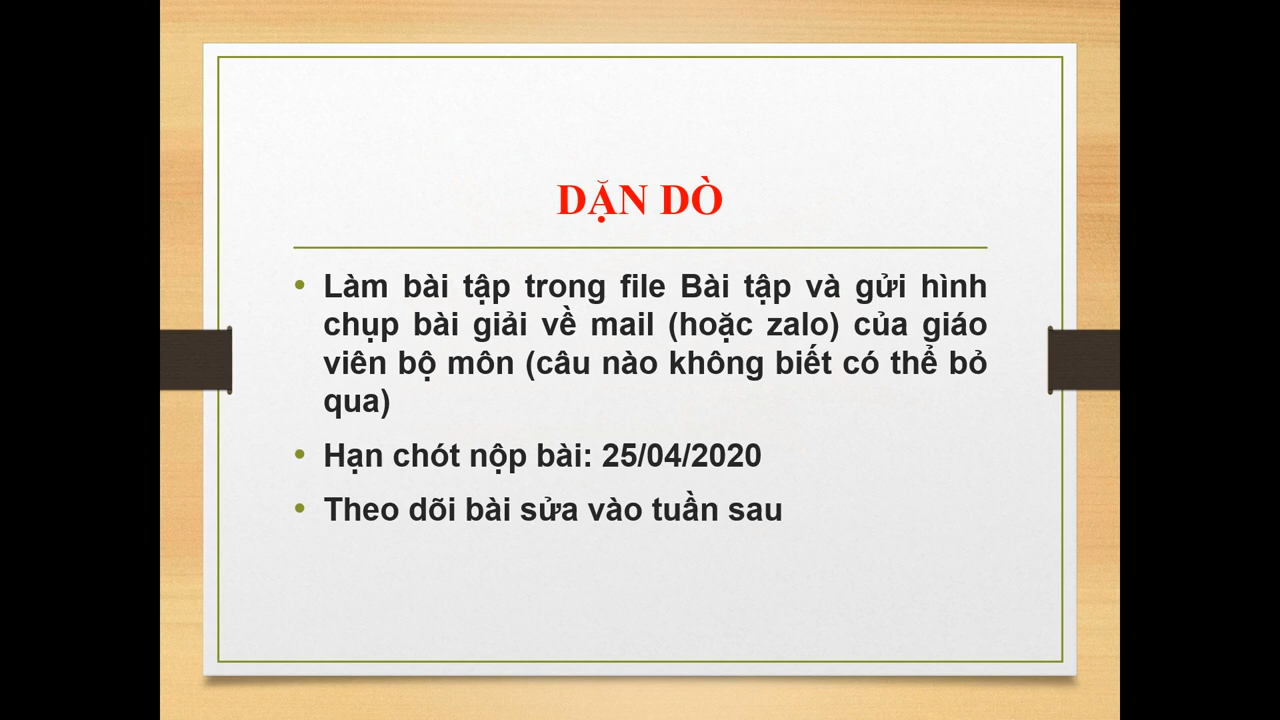 DẶN DÒ
• Làm bài tập trong file Bài tập và gửi hình
chụp bài giải về mail (hoặc zalo) của giáo
viên bộ môn (câu nào không biết có thể bỏ
qua)
• Hạn chót nộp bài: 25/04/2020
• Theo dõi bài sửa vào tuần sau